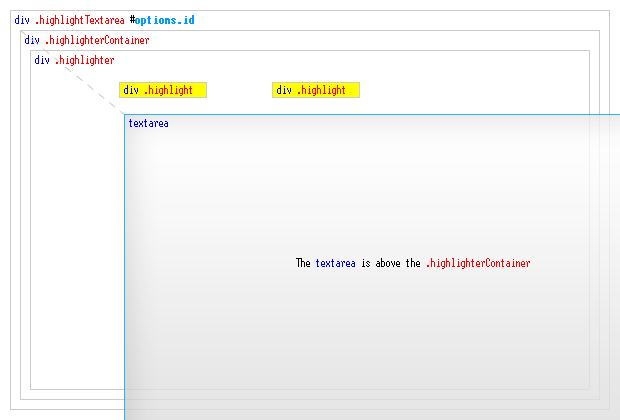 div .highlightTextarea #options.id
div .highlighterContainer
div .highlighter
div .highlight
div .highlight
textarea
The textarea is above the .highlighterContainer